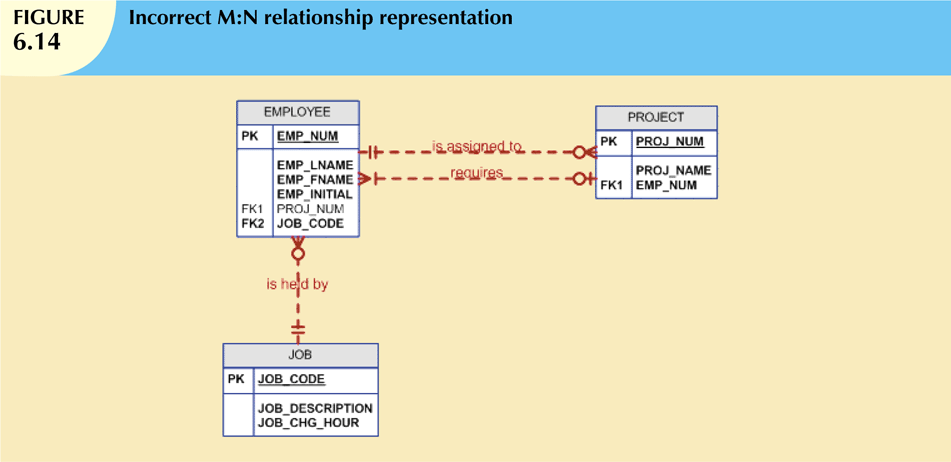 FIGURE
6.14
Incorrect M:N relationship representation
EMPLOYEE
PK EMP_NUM
EMP_LNAME
EMP_FNAME
EMP_INITIAL
FK1 PROJ_NUM
FK2 JOB_CODE
is assigned to
requires
PROJECT
PK PROJ_NUM
PROJ_NAME
FK1 EMP_NUM
is held by
JOB
PK JOB_CODE
JOB_DESCRIPTION
JOB_CHG_HOUR